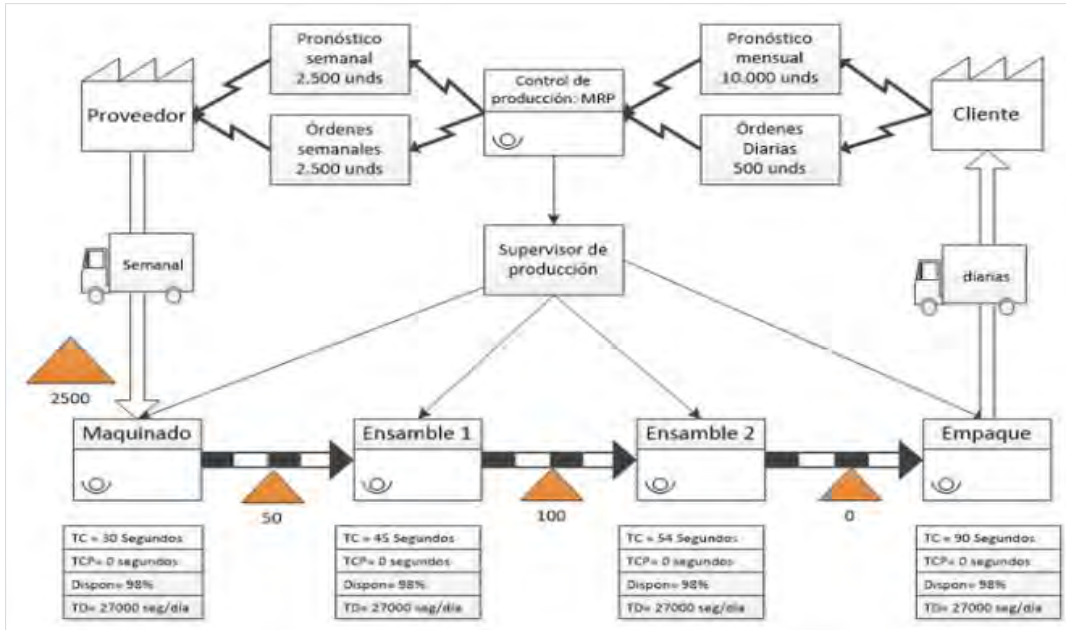 Pronóstico
semanal
2.500 unds
Pronóstico
mensual
10.000 unds
Control de
producción: MRP
Proveedor
Cliente
Órdenes
semanales
2.500 unds
Órdenes
Diarias
500 unds
Supervisor de
producción
Semanal
diarias
2500
Maquinado
Ensamble 1
Ensamble 2
Empaque
50
100
0
TC = 30 Segundos
TCP= 0 segundos
Dispon= 98%
TD= 27000 seg/día
TC = 45 Segundos
TCP= 0 segundos
Dispon= 98%
TD= 27000 seg/día
TC = 54 Segundos
TCP= 0 segundos
Dispon= 98%
TD= 27000 seg/día
TC = 90 Segundos
TCP= 0 segundos
Dispon= 98%
TD= 27000 seg/día